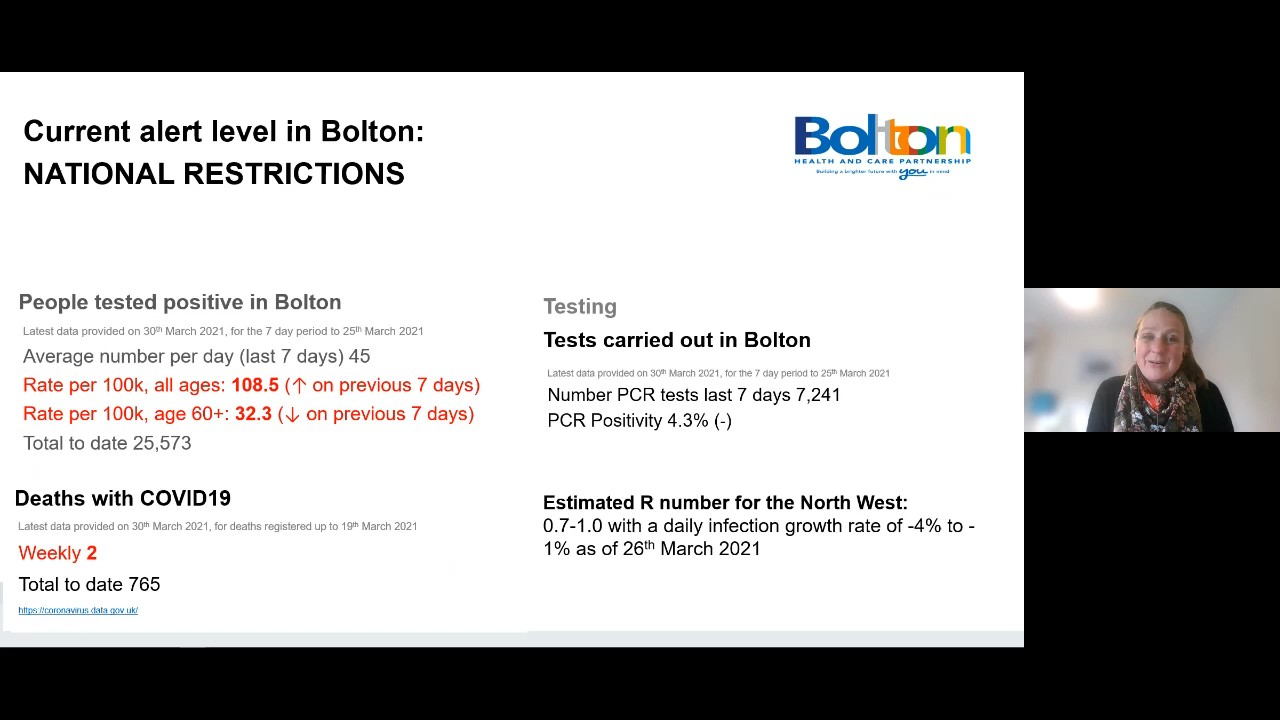 Current alert level in Bolton:
NATIONAL RESTRICTIONS
Bolton
HEALTH AND CARE PARTNERSHIP
Building a brighter future with you in mind
People tested positive in Bolton
Latest data provided on 30th March 2021, for the 7 day period to 25th March 2021
Average number per day (last 7 days) 45
Rate per 100k, all ages: 108.5 (↑ on previous 7 days)
Rate per 100k, age 60+: 32.3 (↓ on previous 7 days)
Total to date 25,573
Deaths with COVID19
Latest data provided on 30th March 2021, for deaths registered up to 19th March 2021
Weekly 2
Total to date 765
https://coronavirus.data.gov.uk/
Testing
Tests carried out in Bolton
Latest data provided on 30th March 2021, for the 7 day period to 25th March 2021
Number PCR tests last 7 days 7,241
PCR Positivity 4.3% (-)
Estimated R number for the North West:
0.7-1.0 with a daily infection growth rate of -4% to -
1% as of 26th March 2021